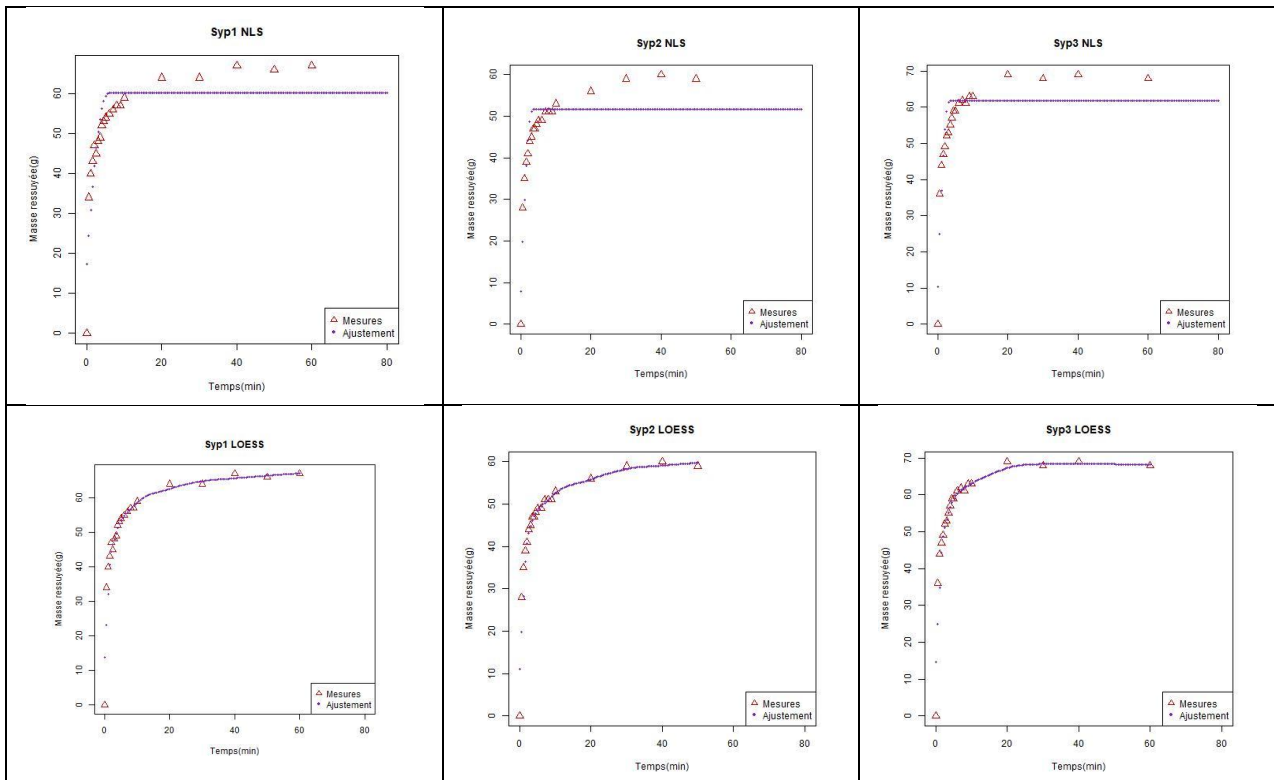 Syp1 NLS
Masse ressuyée(g)
0 10 20 30 40 50 60
0 20 40 60 80
Temps(min)
Mesures
Ajustement
Syp2 NLS
Masse ressuyée(g)
0 10 20 30 40 50 60
0 20 40 60 80
Temps(min)
Mesures
Ajustement
Syp3 NLS
Masse ressuyée(g)
0 10 20 30 40 50 60 70
0 20 40 60 80
Temps(min)
Mesures
Ajustement
Syp1 LOESS
Masse ressuyée(g)
0 10 20 30 40 50 60
0 20 40 60 80
Temps(min)
Mesures
Ajustement
Syp2 LOESS
Masse ressuyée(g)
0 10 20 30 40 50 60
0 20 40 60 80
Temps(min)
Mesures
Ajustement
Syp3 LOESS
Masse ressuyée(g)
0 10 20 30 40 50 60 70
0 20 40 60 80
Temps(min)
Mesures
Ajustement